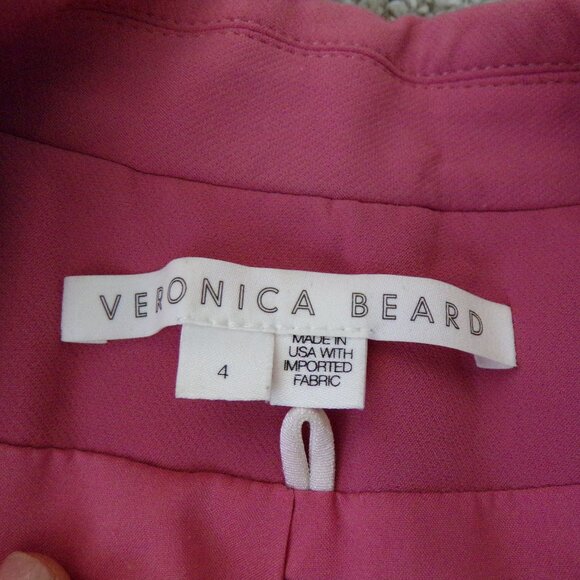 VERONICA BEARD
4
MADE IN
USA WITH
IMPORTED
FABRIC